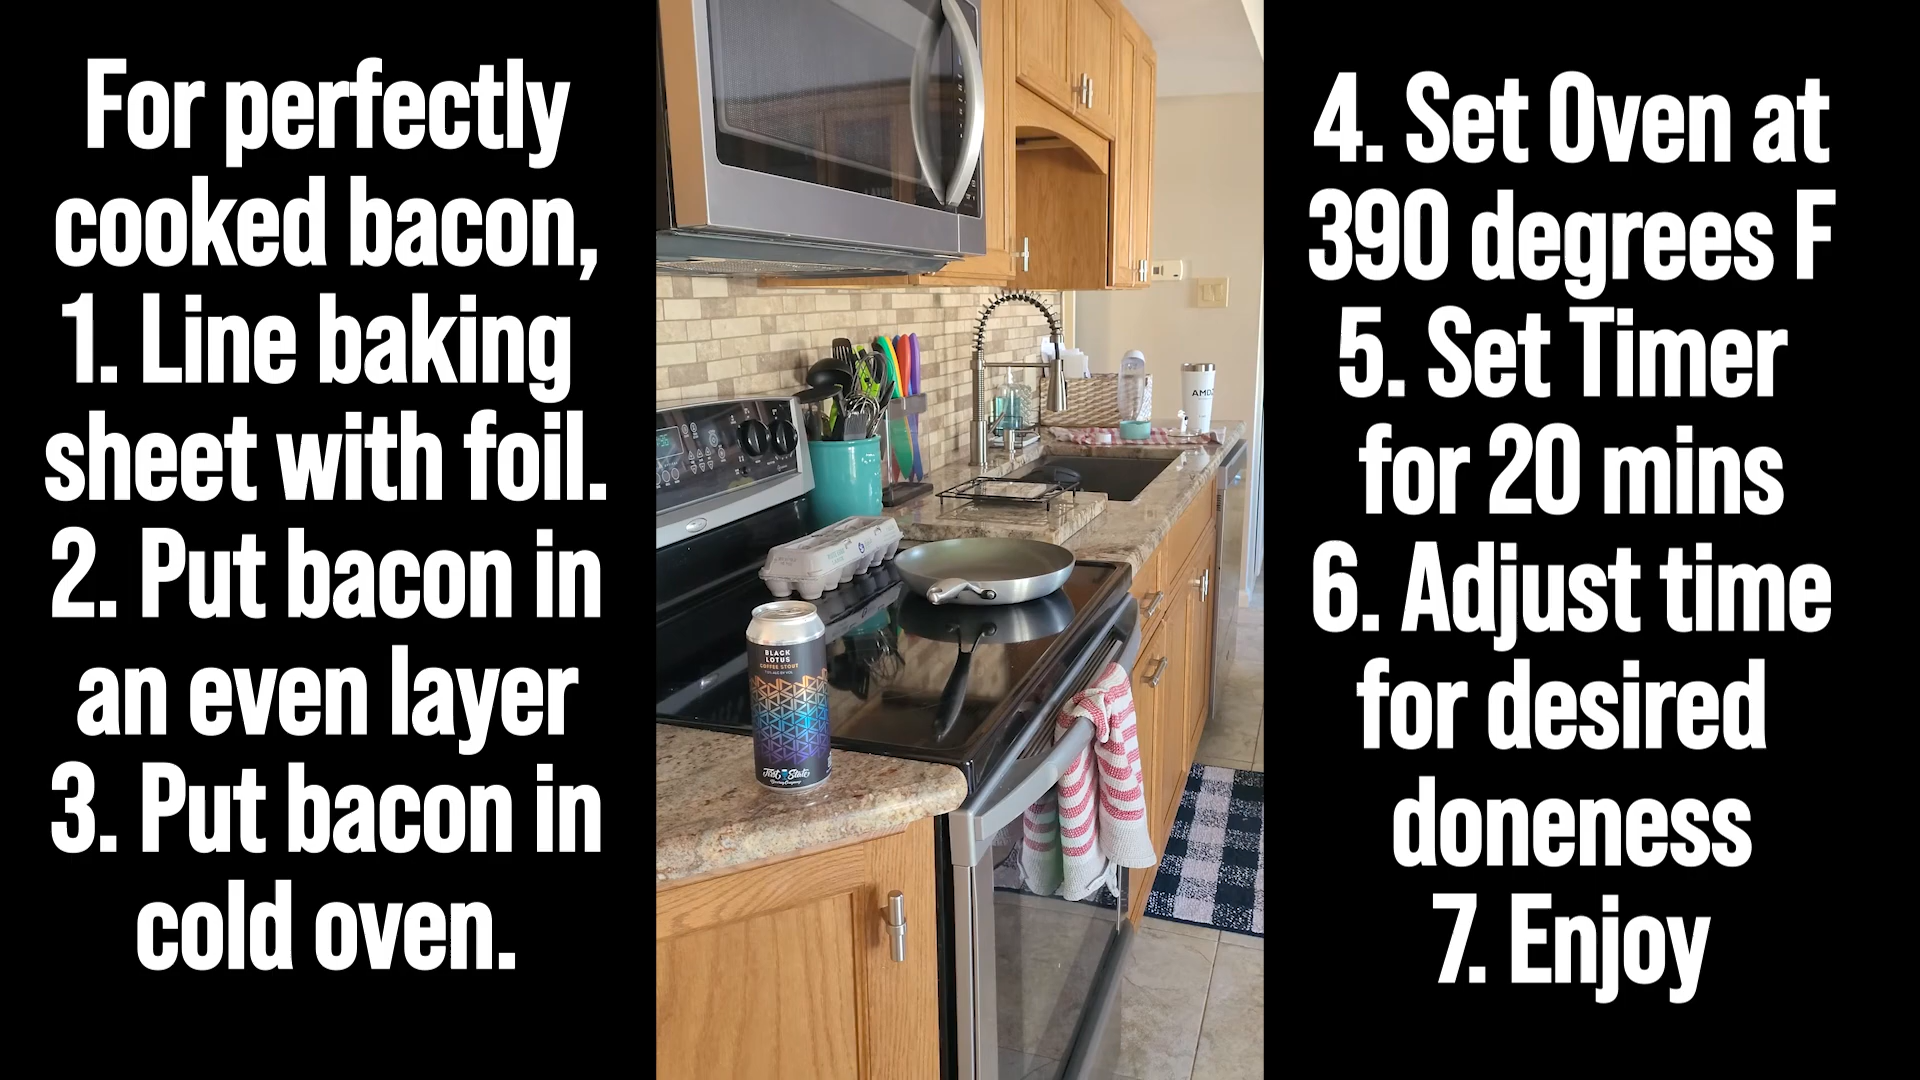 For perfectly
cooked bacon,
1. Line baking
sheet with foil.
2. Put bacon in
an even layer
3. Put bacon in
cold oven.
BLACK
LOTUS
COFFEE STOUT
4. Set Oven at
390 degrees F
5. Set Timer
for 20 mins
6. Adjust time
for desired
doneness
7. Enjoy